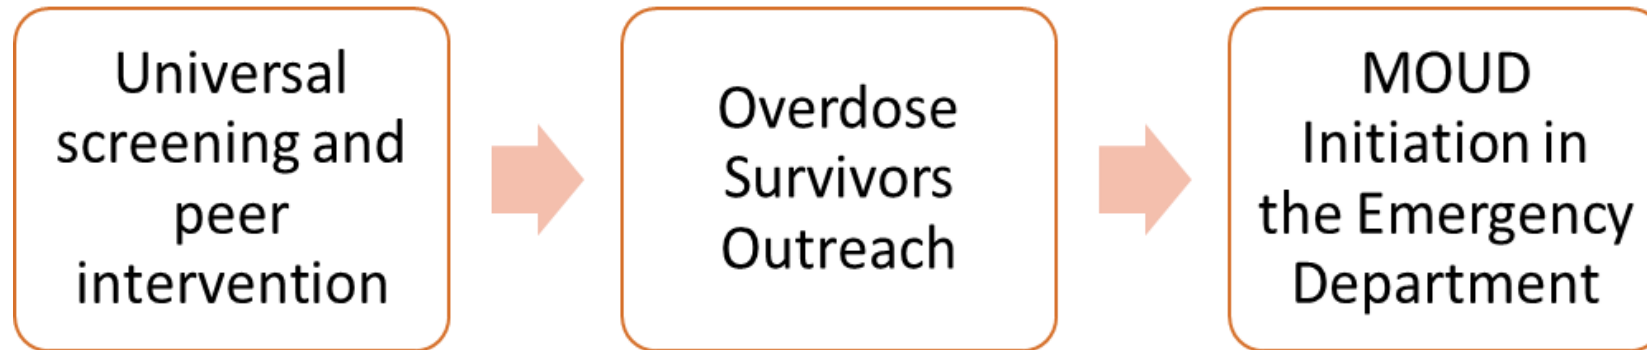 Universal
screening and
peer
intervention
Overdose
Survivors
Outreach
MOUD
Initiation in
the Emergency
Department